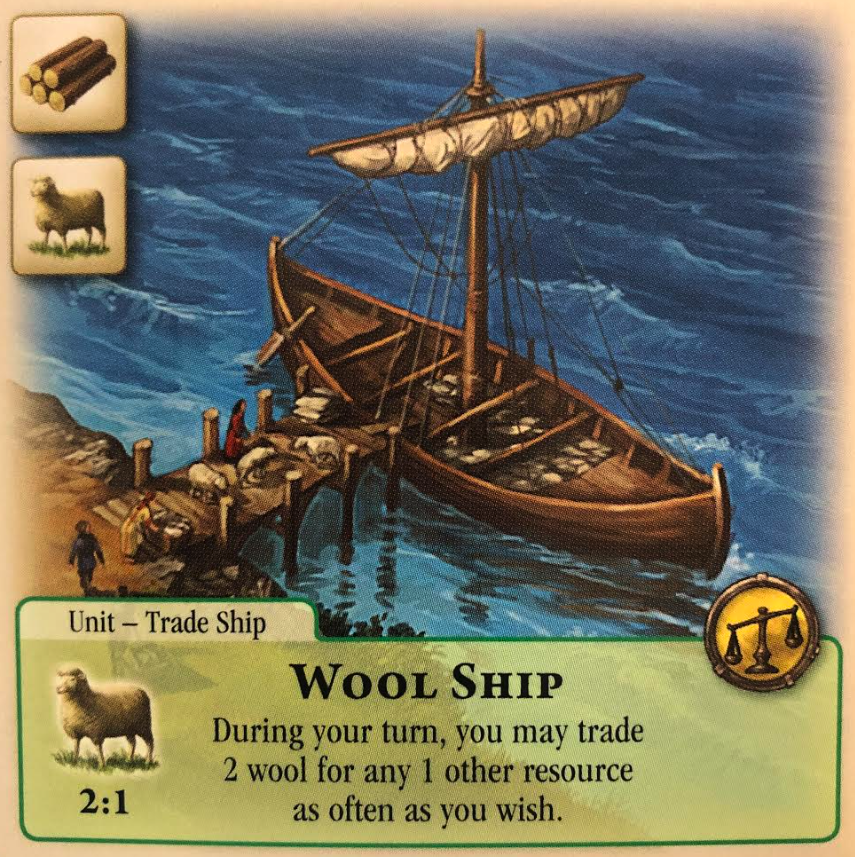 Unit – Trade Ship
Wool Ship
During your turn, you may trade
2 wool for any 1 other resource
as often as you wish.
2:1